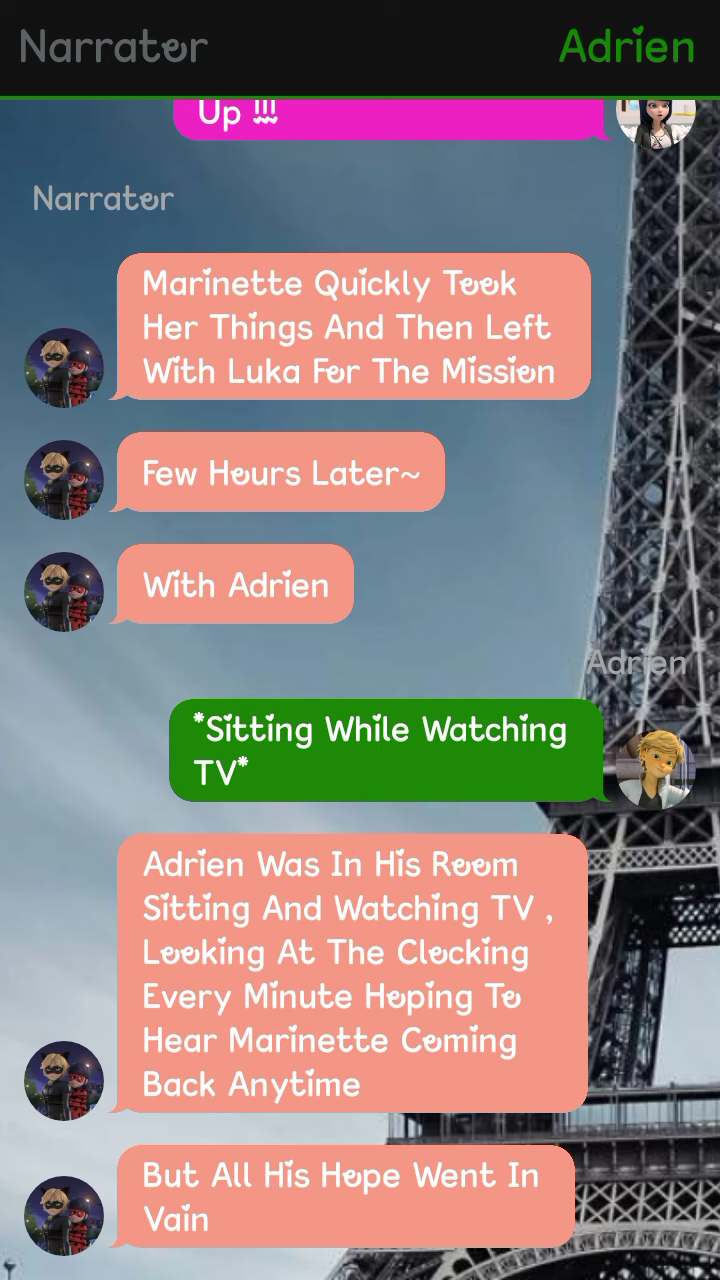 Narrator
Adrien
Up !!!
Narrator
Marinette Quickly Took
Her Things And Then Left
With Luka For The Mission
Few Hours Later~
With Adrien
Adrien
*Sitting While Watching
TV*
Adrien Was In His Room
Sitting And Watching TV ,
Looking At The Clocking
Every Minute Hoping To
Hear Marinette Coming
Back Anytime
But All His Hope Went In
Vain